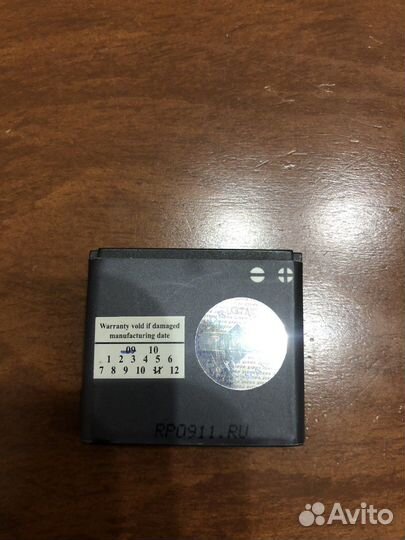 Warranty void if damaged
manufacturing date
09 10
1 2 3 4 5 6
7 8 9 10 11 12
RP0911.RU
Avito